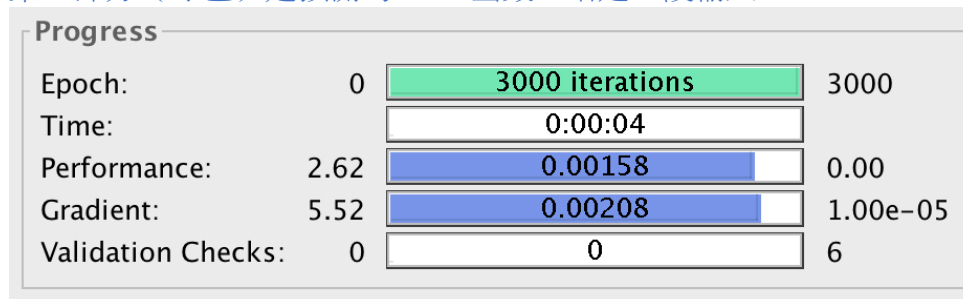 Progress
Epoch: 0 3000 iterations 3000
Time: 0:00:04
Performance: 2.62 0.00158 0.00
Gradient: 5.52 0.00208 1.00e-05
Validation Checks: 0 0 6